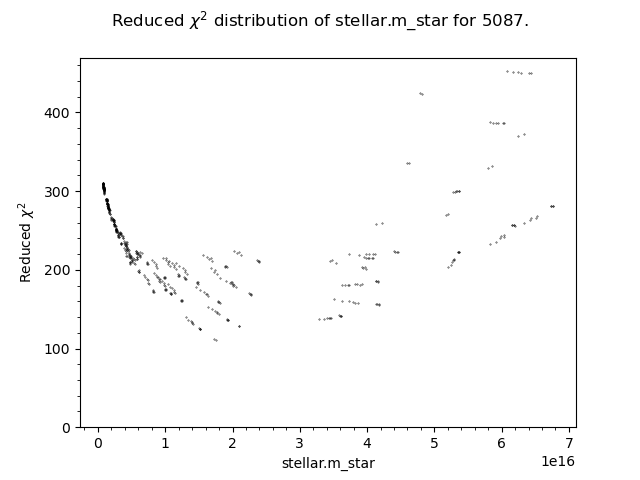 Reduced χ² distribution of stellar.m_star for 5087.
Reduced χ²
400
300
200
100
0
0 1 2 3 4 5 6 7
1e16
stellar.m_star